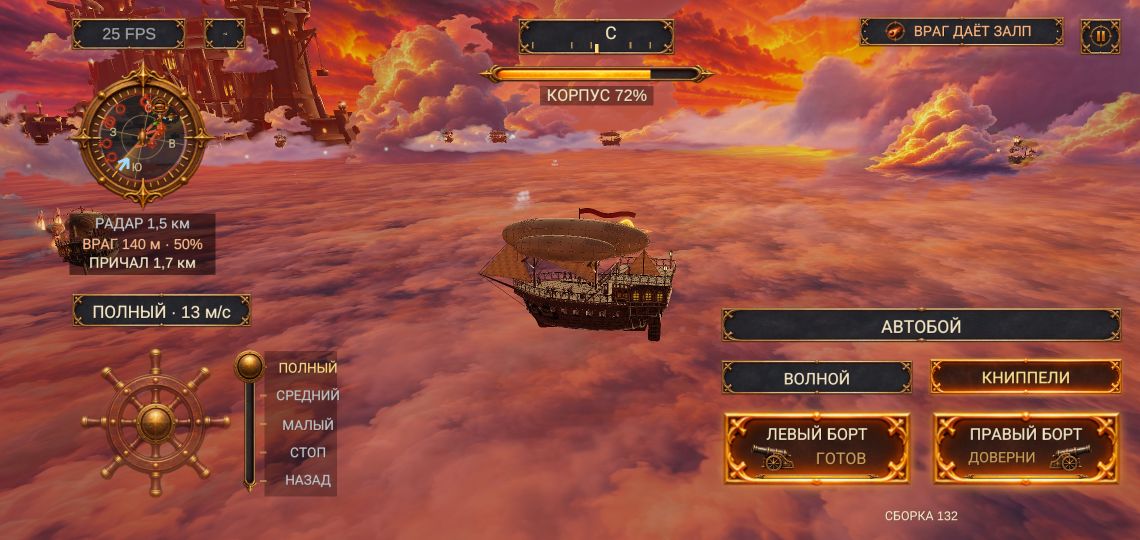 25 FPS
С
ВРАГ ДАЁТ ЗАЛП
КОРПУС 72%
З
В
Ю
РАДАР 1,5 км
ВРАГ 140 м · 50%
ПРИЧАЛ 1,7 км
ПОЛНЫЙ · 13 м/с
ПОЛНЫЙ
СРЕДНИЙ
МАЛЫЙ
СТОП
НАЗАД
АВТОБОЙ
ВОЛНОЙ
КНИППЕЛИ
ЛЕВЫЙ БОРТ
ГОТОВ
ПРАВЫЙ БОРТ
ДОВЕРНИ
СБОРКА 132